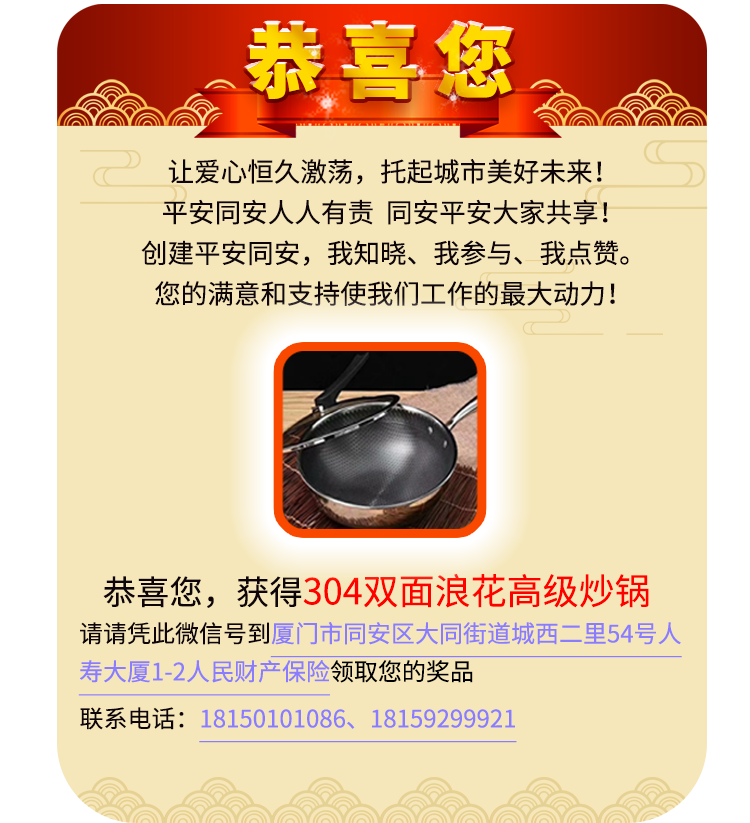 恭喜您
让爱心恒久激荡，托起城市美好未来！
平安同安人人有责 同安平安大家共享！
创建平安同安，我知晓、我参与、我点赞。
您的满意和支持使我们工作的最大动力！
恭喜您，获得304双面浪花高级炒锅
请请凭此微信号到厦门市同安区大同街道城西二里54号人
寿大厦1-2人民财产保险领取您的奖品
联系电话：18150101086、18159299921